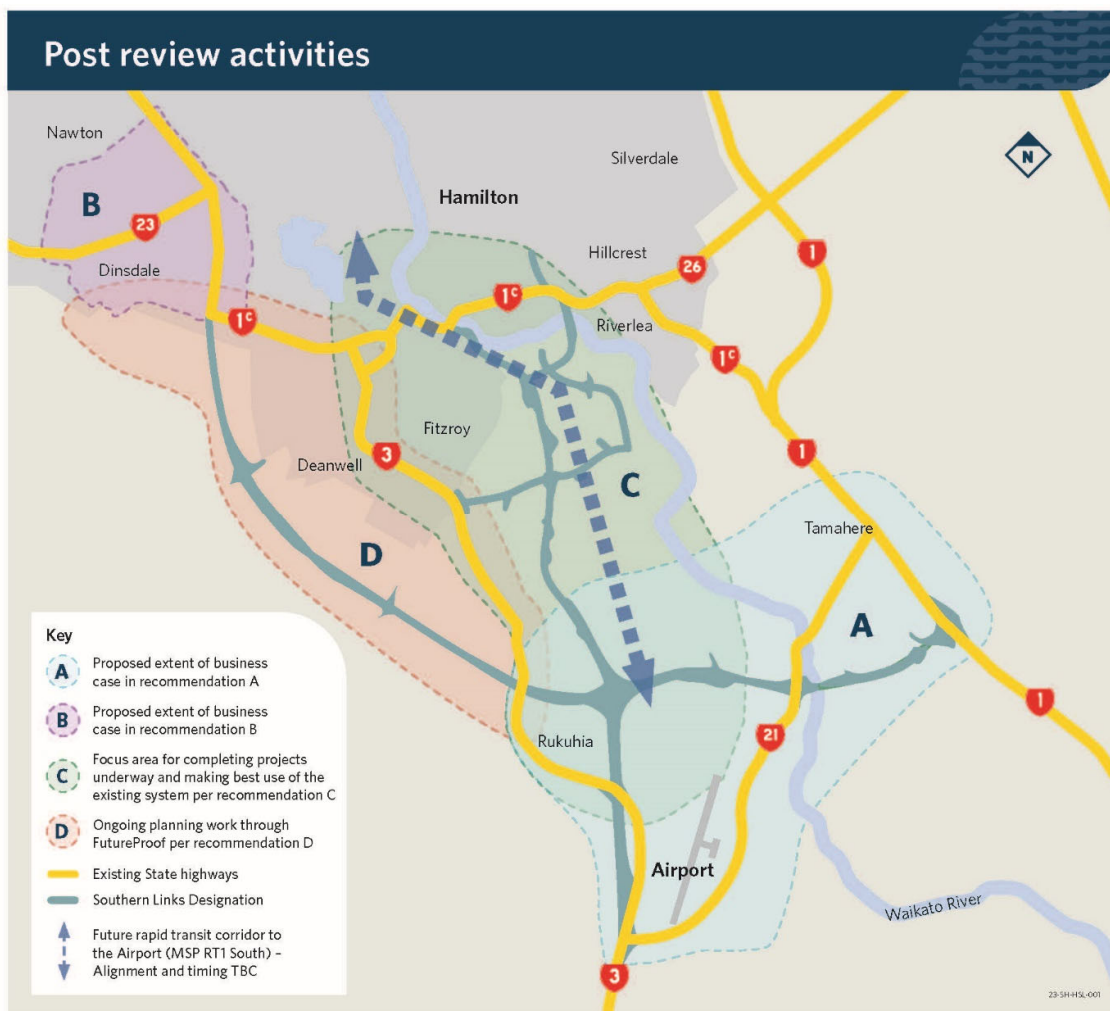 Post review activities
Nawton
Silverdale
N
Hamilton
B
23
1
Hillcrest
26
Dinsdale
1C
1C
Riverlea
1C
Fitzroy
3
1
Deanwell
C
Tamahere
D
A
1
21
Rukuhia
Airport
Waikato River
3
Key
A
Proposed extent of business
case in recommendation A
B
Proposed extent of business
case in recommendation B
C
Focus area for completing projects
underway and making best use of the
existing system per recommendation C
D
Ongoing planning work through
FutureProof per recommendation D
Existing State highways
Southern Links Designation
Future rapid transit corridor to
the Airport (MSP RT1 South) –
Alignment and timing TBC
23-SH-HSL-001